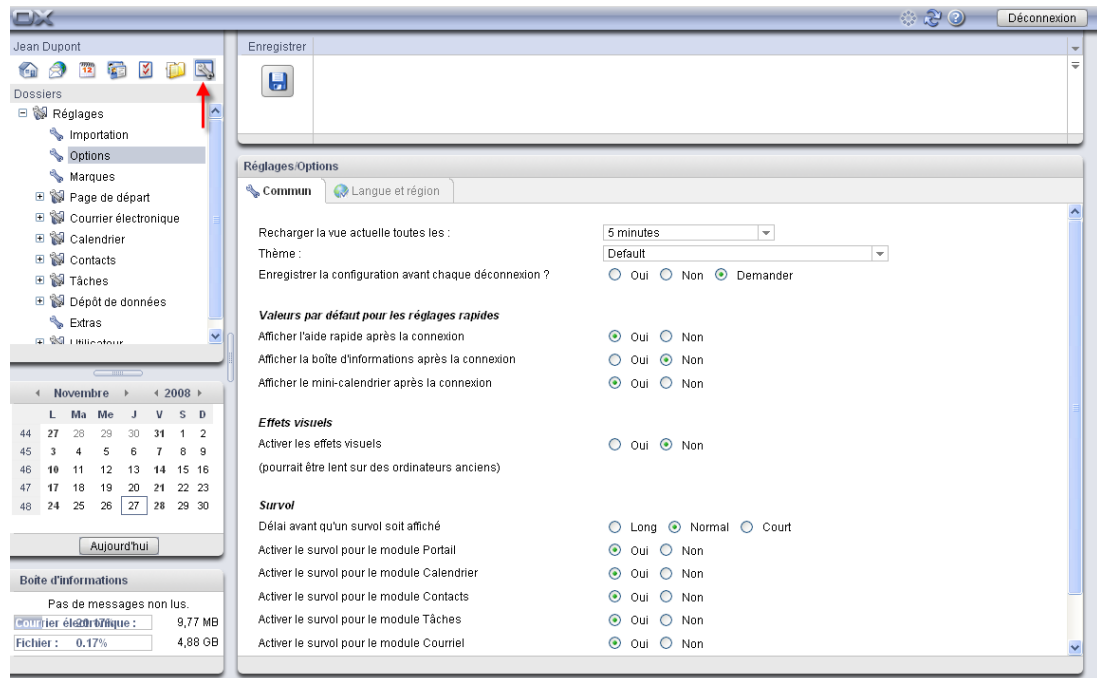 OX
Déconnexion
Jean Dupont
12
Dossiers
Réglages
Importation
Options
Marques
Page de départ
Courrier électronique
Calendrier
Contacts
Tâches
Dépôt de données
Extras
Utilisateur
Novembre 2008
L Ma Me J V S D
44 27 28 29 30 31 1 2
45 3 4 5 6 7 8 9
46 10 11 12 13 14 15 16
47 17 18 19 20 21 22 23
48 24 25 26 27 28 29 30
Aujourd'hui
Boîte d'informations
Pas de messages non lus.
Courrier électronique : 9,77 MB
Fichier : 0.17% 4,88 GB
Enregistrer
Réglages/Options
Commun Langue et région
Recharger la vue actuelle toutes les : 5 minutes
Thème : Default
Enregistrer la configuration avant chaque déconnexion ? Oui Non Demander
Valeurs par défaut pour les réglages rapides
Afficher l'aide rapide après la connexion Oui Non
Afficher la boîte d'informations après la connexion Oui Non
Afficher le mini-calendrier après la connexion Oui Non
Effets visuels
Activer les effets visuels Oui Non
(pourrait être lent sur des ordinateurs anciens)
Survol
Délai avant qu'un survol soit affiché Long Normal Court
Activer le survol pour le module Portail Oui Non
Activer le survol pour le module Calendrier Oui Non
Activer le survol pour le module Contacts Oui Non
Activer le survol pour le module Tâches Oui Non
Activer le survol pour le module Courriel Oui Non